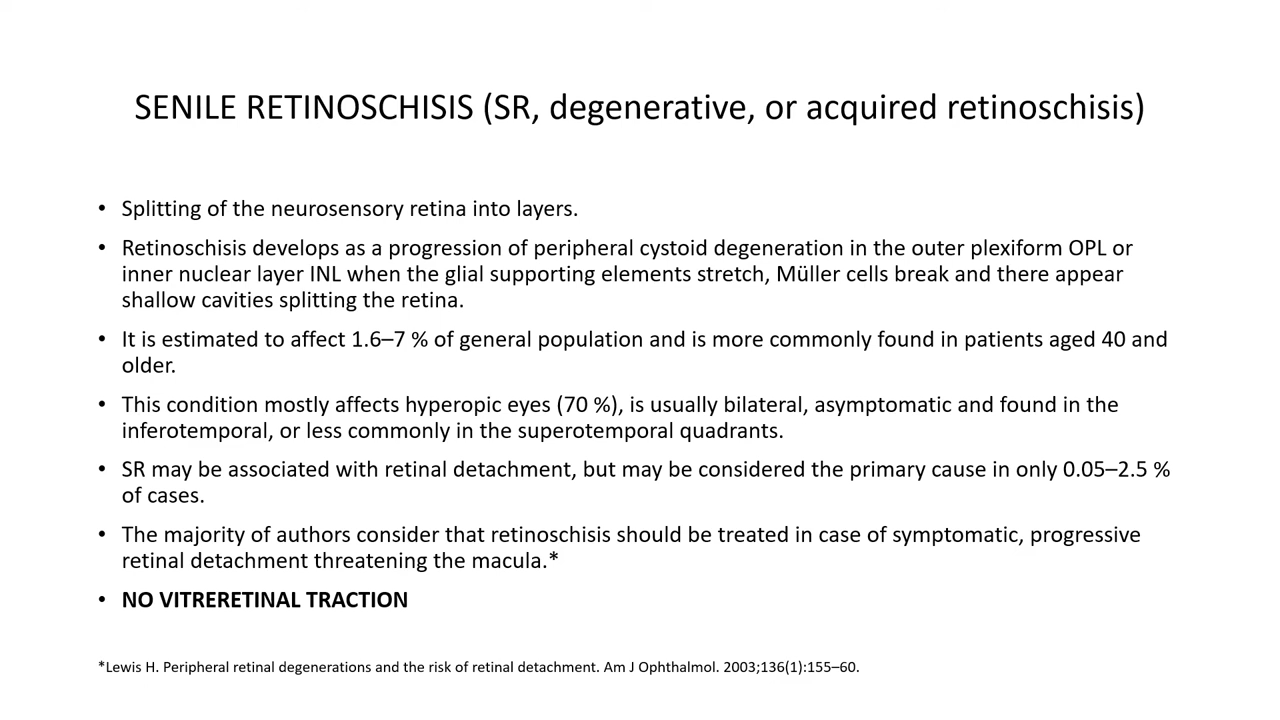 SENILE RETINOSCHISIS (SR, degenerative, or acquired retinoschisis)
• Splitting of the neurosensory retina into layers.
• Retinoschisis develops as a progression of peripheral cystoid degeneration in the outer plexiform OPL or
inner nuclear layer INL when the glial supporting elements stretch, Müller cells break and there appear
shallow cavities splitting the retina.
• It is estimated to affect 1.6–7 % of general population and is more commonly found in patients aged 40 and
older.
• This condition mostly affects hyperopic eyes (70 %), is usually bilateral, asymptomatic and found in the
inferotemporal, or less commonly in the superotemporal quadrants.
• SR may be associated with retinal detachment, but may be considered the primary cause in only 0.05–2.5 %
of cases.
• The majority of authors consider that retinoschisis should be treated in case of symptomatic, progressive
retinal detachment threatening the macula.*
• NO VITRERETINAL TRACTION
*Lewis H. Peripheral retinal degenerations and the risk of retinal detachment. Am J Ophthalmol. 2003;136(1):155–60.